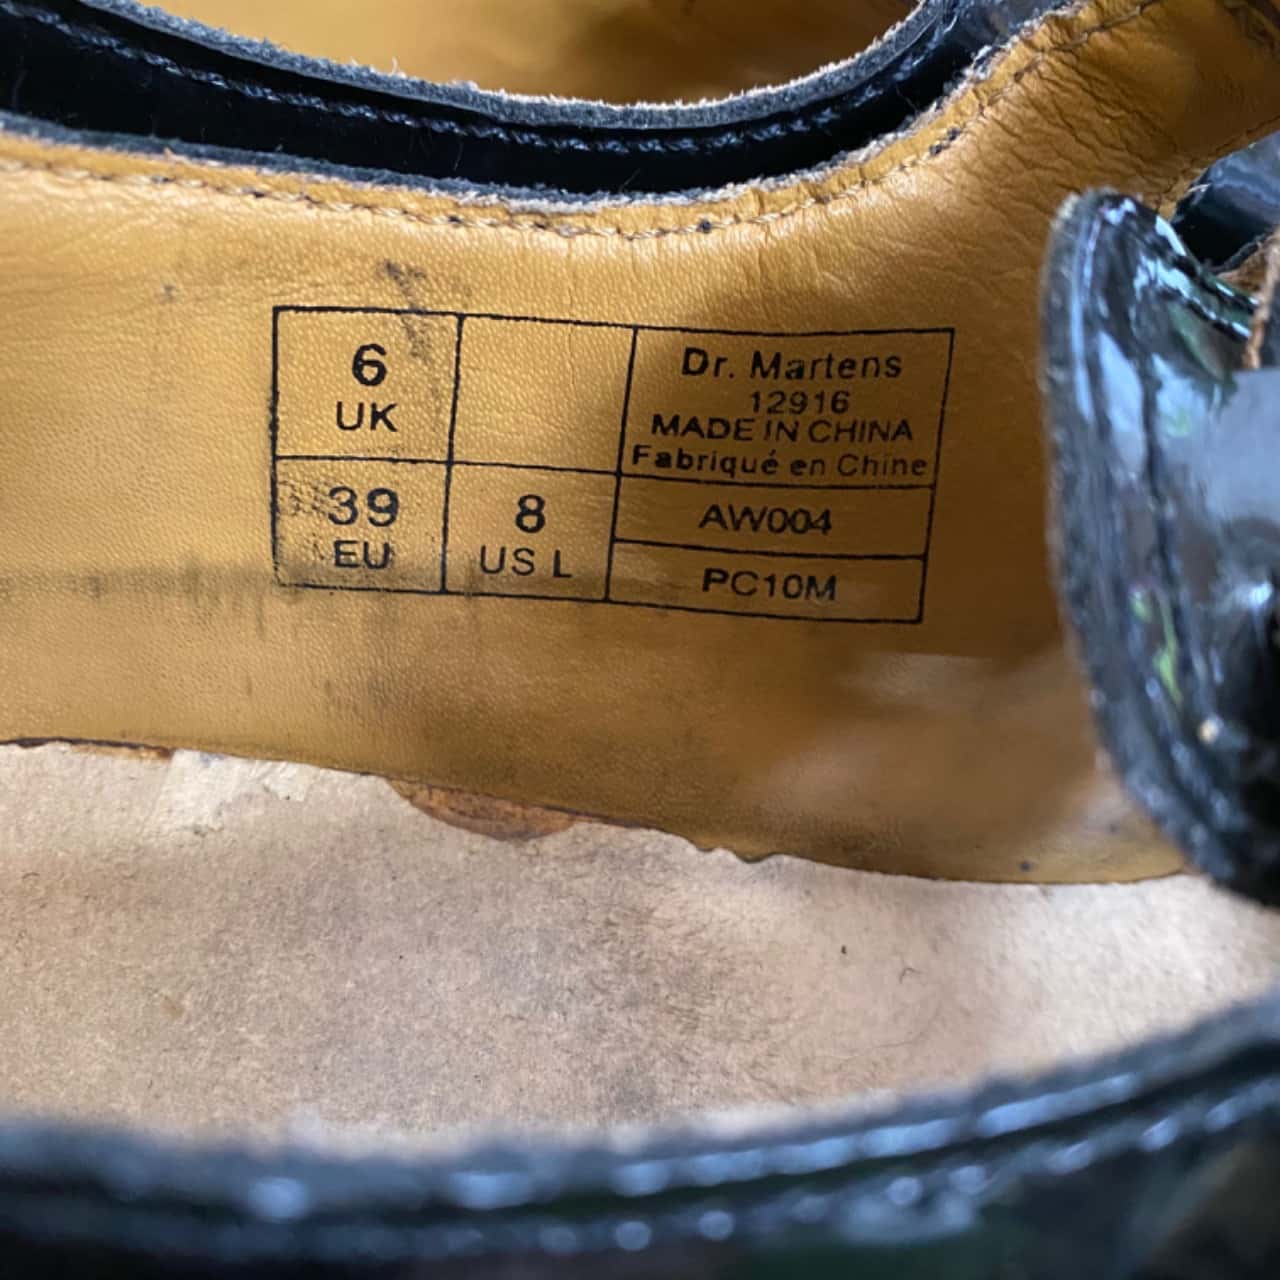 6
UK
Dr. Martens
12916
MADE IN CHINA
Fabriqué en Chine
39
EU
8
US L
AW004
PC10M